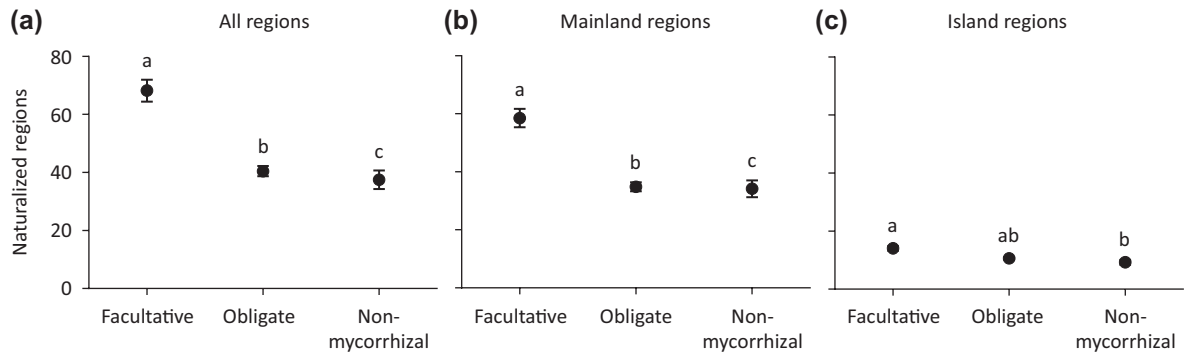 (a) All regions
(b) Mainland regions
(c) Island regions
Naturalized regions
80
60
40
20
0
a
b
c
a
b
c
a
ab
b
Facultative Obligate Non-
mycorrhizal
Facultative Obligate Non-
mycorrhizal
Facultative Obligate Non-
mycorrhizal